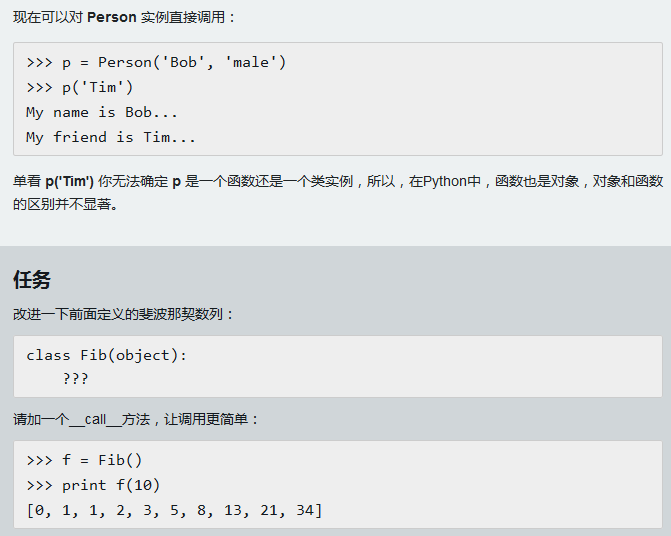 现在可以对 Person 实例直接调用：
>>> p = Person('Bob', 'male')
>>> p('Tim')
My name is Bob...
My friend is Tim...
单看 p('Tim') 你无法确定 p 是一个函数还是一个类实例，所以，在Python中，函数也是对象，对象和函数
的区别并不显著。
任务
改进一下前面定义的斐波那契数列：
class Fib(object):
    ???
请加一个__call__方法，让调用更简单：
>>> f = Fib()
>>> print f(10)
[0, 1, 1, 2, 3, 5, 8, 13, 21, 34]